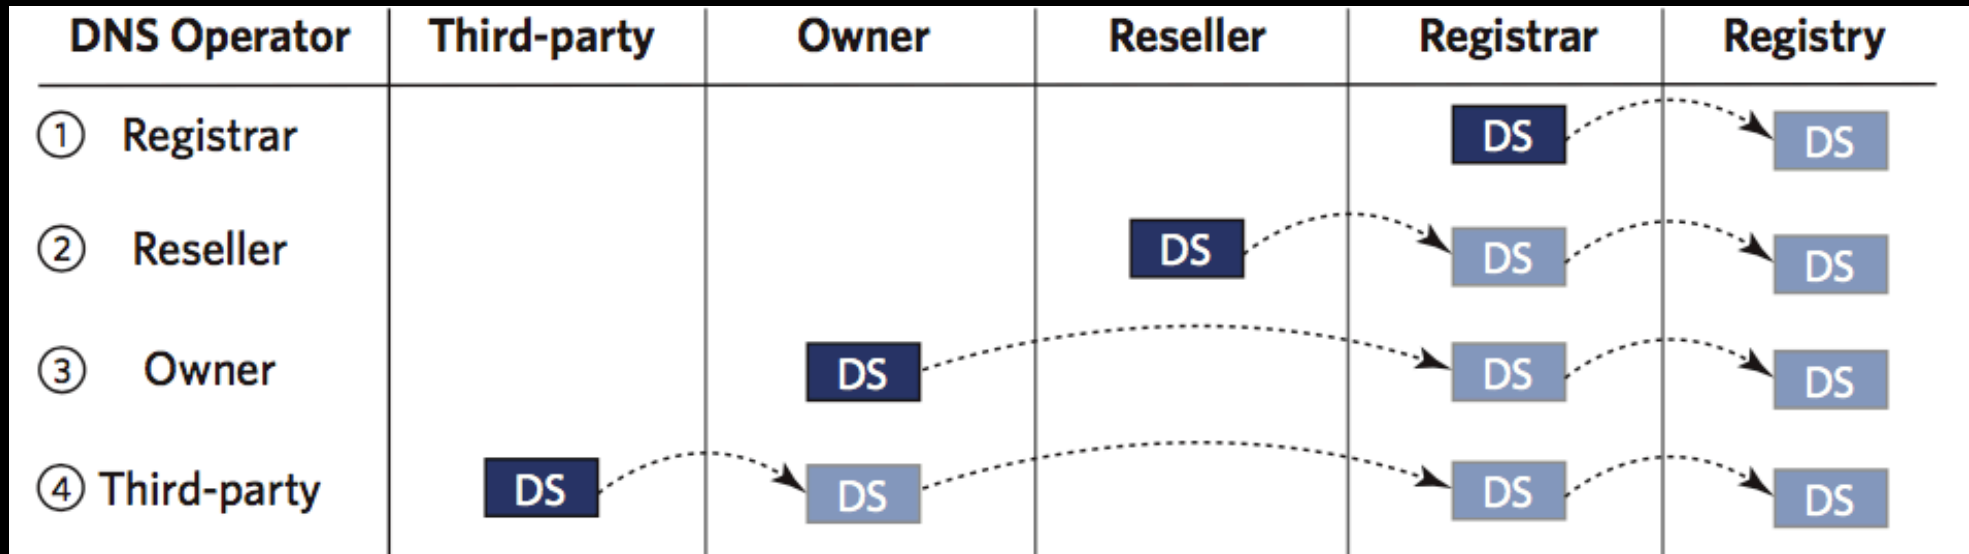 DNS Operator Third-party Owner Reseller Registrar Registry
① Registrar DS DS
② Reseller DS DS DS
③ Owner DS DS DS
④ Third-party DS DS DS DS